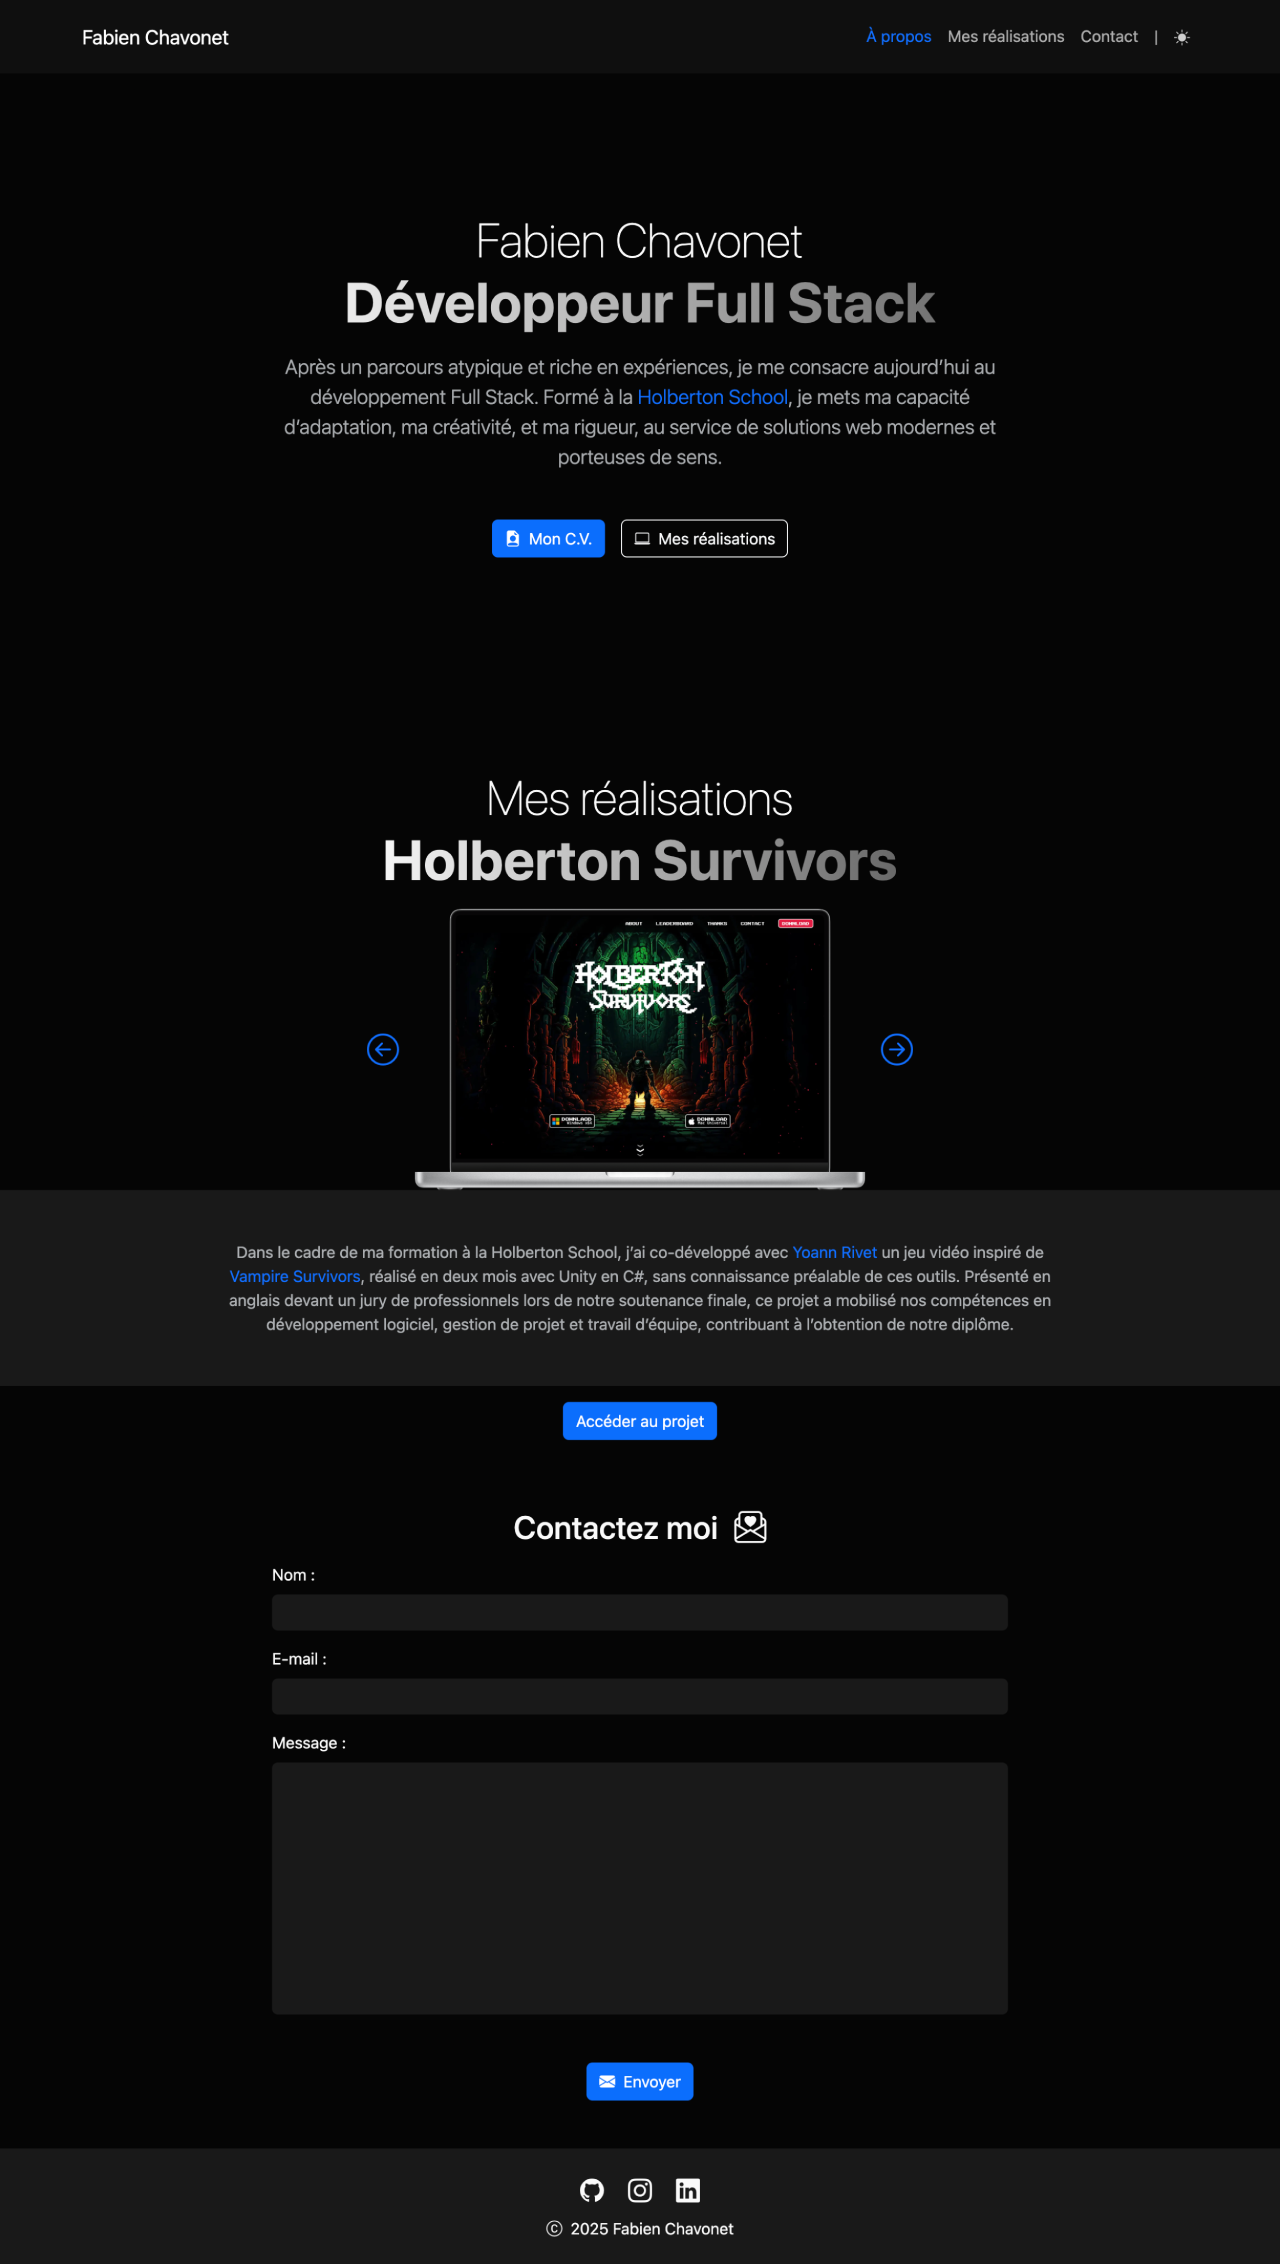 Fabien Chavonet
À propos Mes réalisations Contact |
Fabien Chavonet
Développeur Full Stack
Après un parcours atypique et riche en expériences, je me consacre aujourd’hui au
développement Full Stack. Formé à la Holberton School, je mets ma capacité
d’adaptation, ma créativité, et ma rigueur, au service de solutions web modernes et
porteuses de sens.
Mon C.V. Mes réalisations
Mes réalisations
Holberton Survivors
ABOUT LEADERBOARD THANKS CONTACT DOWNLOAD
HOLBERTON
SURVIVORS
DOWNLOAD
Windows x64
DOWNLOAD
Mac Universal
Dans le cadre de ma formation à la Holberton School, j’ai co-développé avec Yoann Rivet un jeu vidéo inspiré de
Vampire Survivors, réalisé en deux mois avec Unity en C#, sans connaissance préalable de ces outils. Présenté en
anglais devant un jury de professionnels lors de notre soutenance finale, ce projet a mobilisé nos compétences en
développement logiciel, gestion de projet et travail d’équipe, contribuant à l’obtention de notre diplôme.
Accéder au projet
Contactez moi
Nom :
E-mail :
Message :
Envoyer
© 2025 Fabien Chavonet